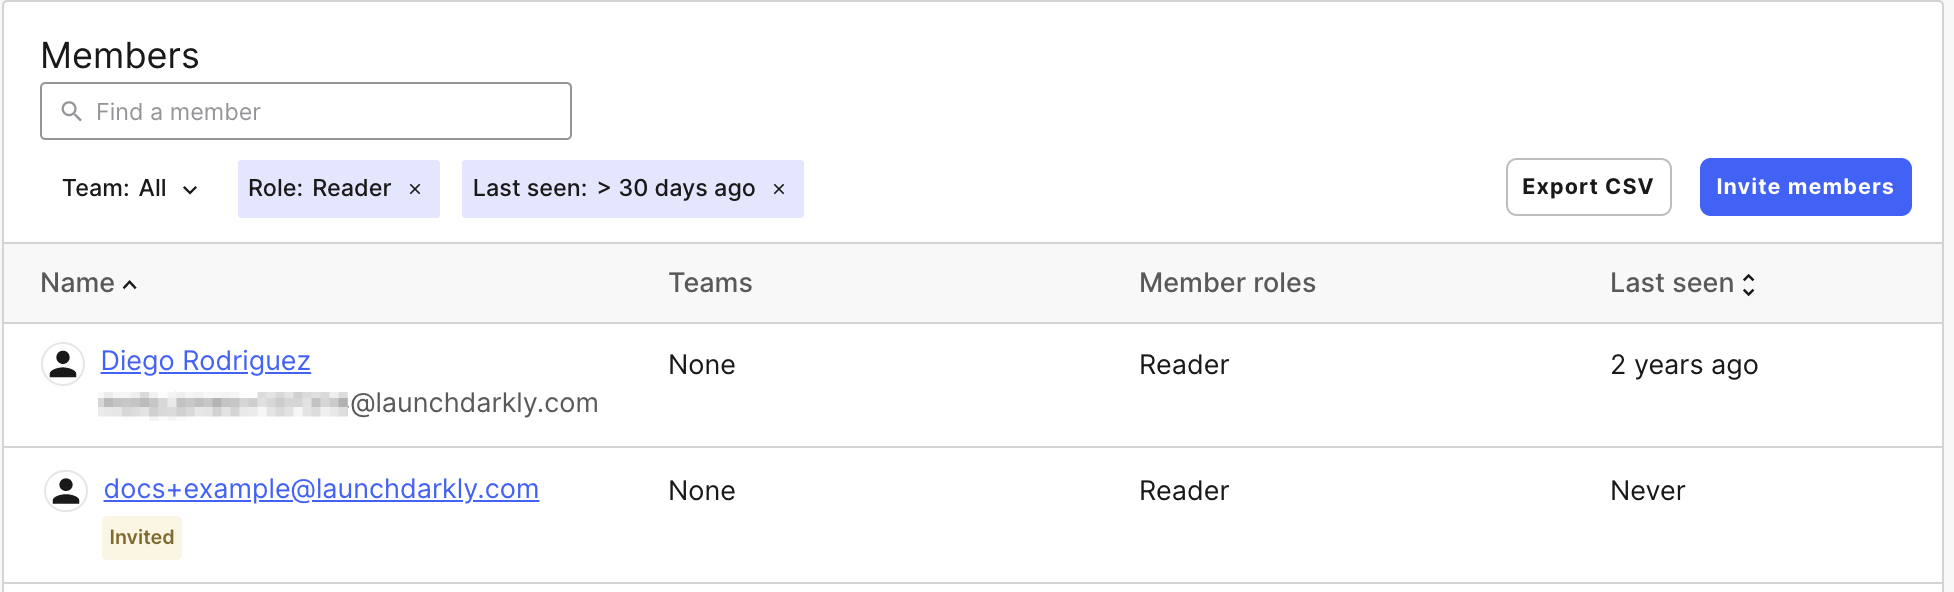 Members
Find a member
Team: All Role: Reader × Last seen: > 30 days ago × Export CSV Invite members
Name Teams Member roles Last seen
Diego Rodriguez None Reader 2 years ago
@launchdarkly.com
docs+example@launchdarkly.com None Reader Never
Invited